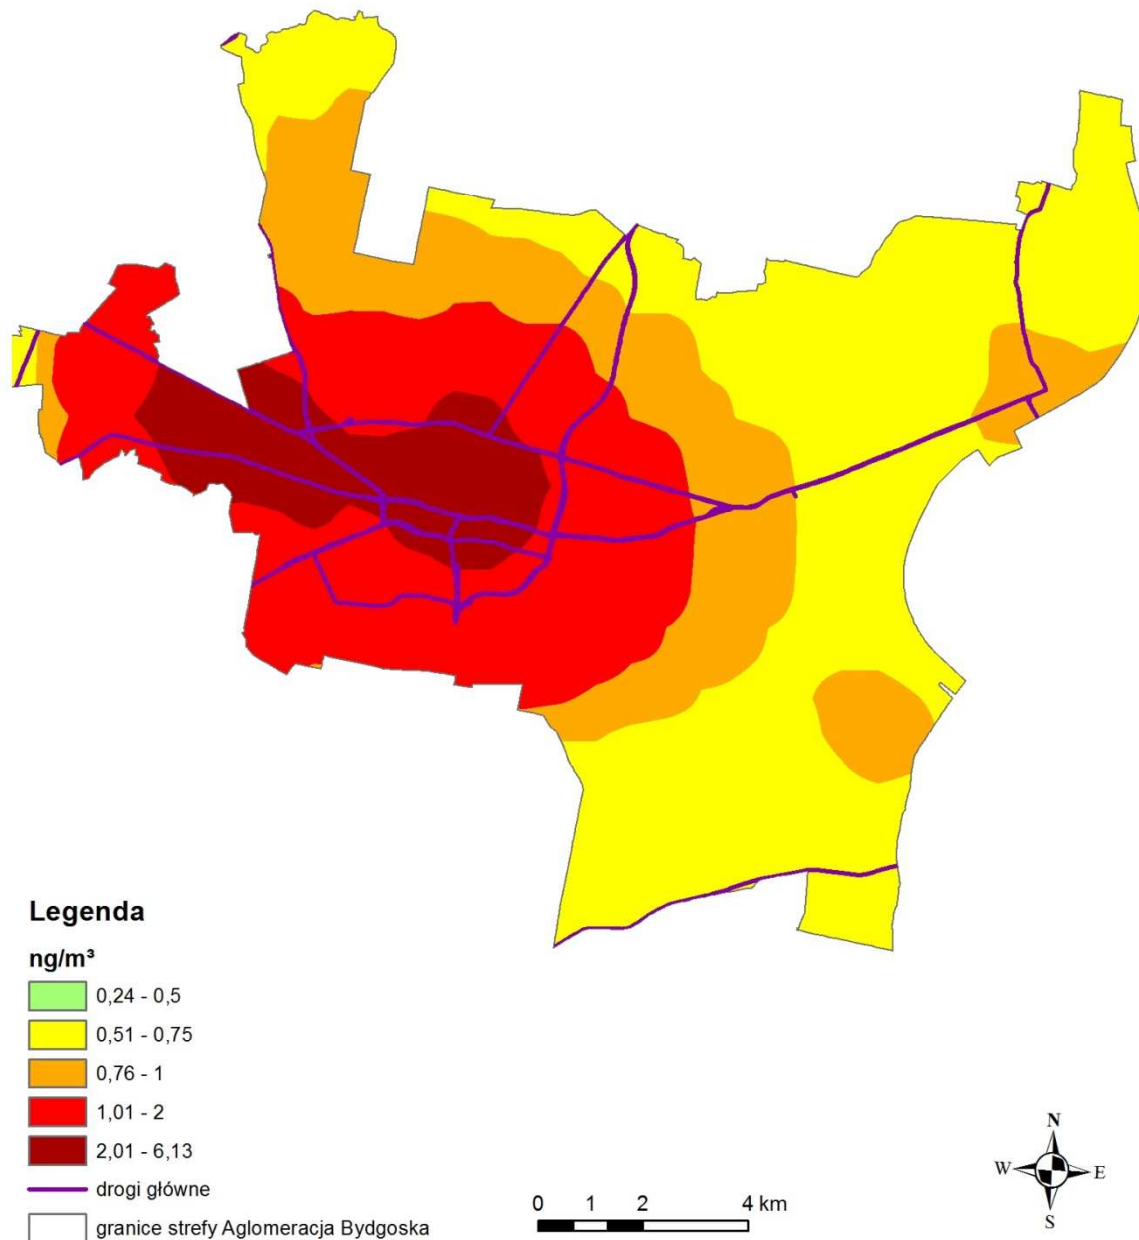 Legenda
ng/m³
0,24 - 0,5
0,51 - 0,75
0,76 - 1
1,01 - 2
2,01 - 6,13
drogi główne
granice strefy Aglomeracja Bydgoska
0 1 2 4 km
N
W E
S